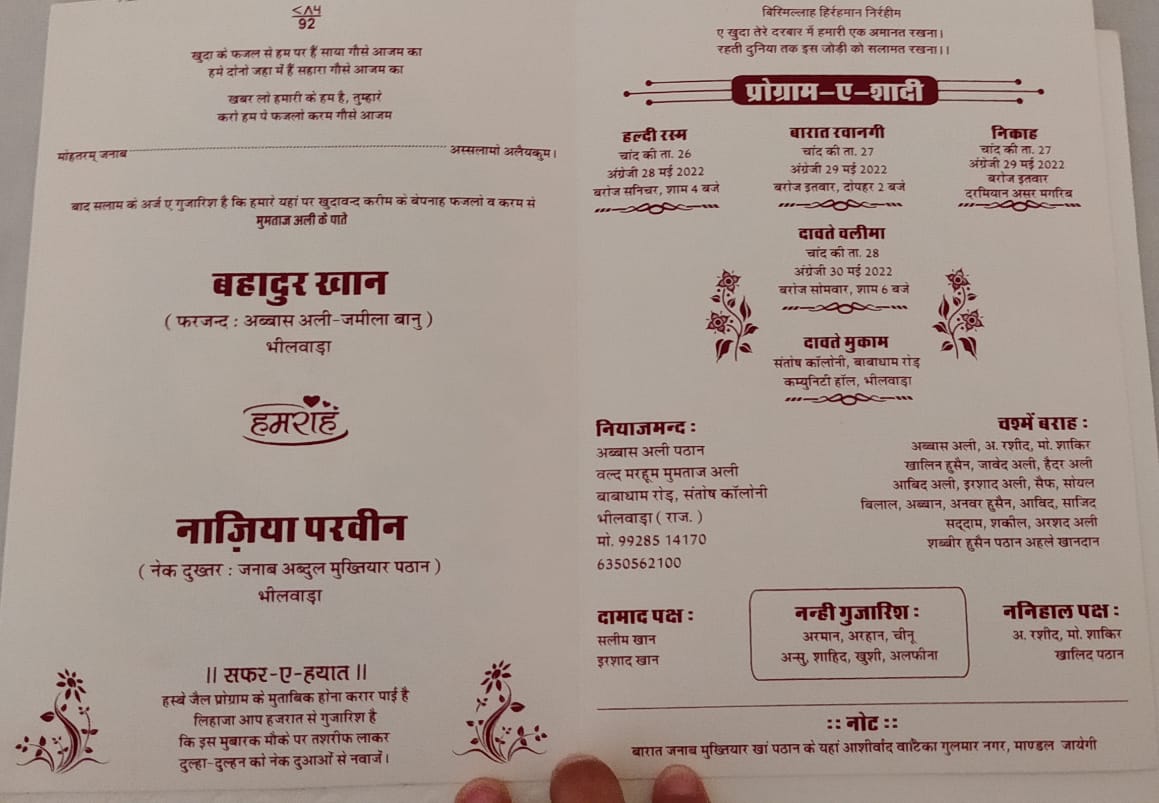 <८५
92
खुदा के फजल से हम पर हैं साया गौसे आजम का
हमे दोनो जहा में हैं सहारा गौसे आजम का
खबर लो हमारी के हम है, तुम्हारे
करो हम पे फजलो करम गौसे आजम
मोहतरम् जनाब
अस्सलामो अलैयकुम।
बाद सलाम के अर्ज ए गुजारिश है कि हमारे यहां पर खुदावन्द करीम के बेपनाह फजलो व करम से
मुमताज अली के पोते
बहादुर खान
( फरजन्द : अब्बास अली-जमीला बानु )
भीलवाड़ा
हमराह
नाज़िया परवीन
( नेक दुख्तर : जनाब अब्दुल मुख्तियार पठान )
भीलवाड़ा
॥ सफर-ए-हयात ॥
हस्बे जैल प्रोग्राम के मुताबिक होना करार पाई है
लिहाजा आप हजरात से गुजारिश है
कि इस मुबारक मौके पर तशरीफ लाकर
दुल्हा-दुल्हन को नेक दुआओं से नवाजें।
बिस्मिल्लाह हिर्रहमान निर्रहीम
ए खुदा तेरे दरबार में हमारी एक अमानत रखना।
रहती दुनिया तक इस जोड़ी को सलामत रखना।।
प्रोग्राम-ए-शादी
हल्दी रस्म
चांद की ता. 26
अंग्रेजी 28 मई 2022
बरोज सनिचर, शाम 4 बजे
बारात रवानगी
चांद की ता. 27
अंग्रेजी 29 मई 2022
बरोज इतवार, दोपहर 2 बजे
निकाह
चांद की ता. 27
अंग्रेजी 29 मई 2022
बरोज इतवार
दरमियान असर मगरिब
दावते वलीमा
चांद की ता. 28
अंग्रेजी 30 मई 2022
बरोज सोमवार, शाम 6 बजे
दावते मुकाम
संतोष कॉलोनी, बाबाधाम रोड़
कम्युनिटी हॉल, भीलवाड़ा
नियाजमन्द :
अब्बास अली पठान
वल्द मरहूम मुमताज अली
बाबाधाम रोड़, संतोष कॉलोनी
भीलवाड़ा ( राज. )
मो. 99285 14170
6350562100
चश्में बराह :
अब्बास अली, अ. रशीद, मो. शाकिर
खालिन हुसैन, जावेद अली, हैदर अली
आबिद अली, इरशाद अली, सैफ, सोयल
बिलाल, अब्बान, अनवर हुसैन, आविद, साजिद
सद्दाम, शकील, अरशद अली
शब्बीर हुसैन पठान अहले खानदान
दामाद पक्ष :
सलीम खान
इरशाद खान
नन्ही गुजारिश :
अरमान, अरहान, चीनू
अन्सु, शाहिद, खुशी, अलफीना
ननिहाल पक्ष :
अ. रशीद, मो. शाकिर
खालिद पठान
:: नोट ::
बारात जनाब मुख्तियार खां पठान के यहां आशीर्वाद वाटिका गुलमार नगर, माण्डल जायेगी